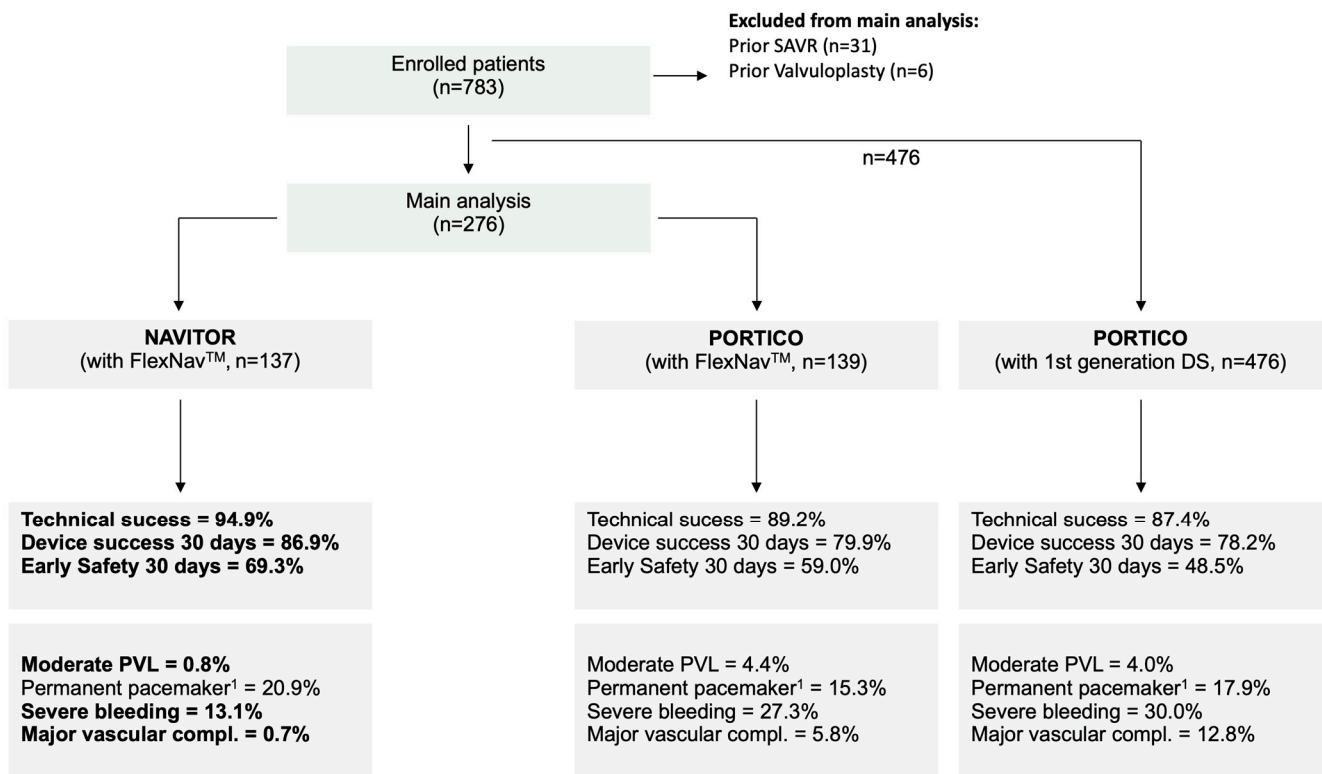 Excluded from main analysis:
Prior SAVR (n=31)
Prior Valvuloplasty (n=6)
Enrolled patients
(n=783)
n=476
Main analysis
(n=276)
NAVITOR
(with FlexNav™, n=137)
PORTICO
(with FlexNav™, n=139)
PORTICO
(with 1st generation DS, n=476)
Technical sucess = 94.9%
Device success 30 days = 86.9%
Early Safety 30 days = 69.3%
Technical sucess = 89.2%
Device success 30 days = 79.9%
Early Safety 30 days = 59.0%
Technical sucess = 87.4%
Device success 30 days = 78.2%
Early Safety 30 days = 48.5%
Moderate PVL = 0.8%
Permanent pacemaker¹ = 20.9%
Severe bleeding = 13.1%
Major vascular compl. = 0.7%
Moderate PVL = 4.4%
Permanent pacemaker¹ = 15.3%
Severe bleeding = 27.3%
Major vascular compl. = 5.8%
Moderate PVL = 4.0%
Permanent pacemaker¹ = 17.9%
Severe bleeding = 30.0%
Major vascular compl. = 12.8%